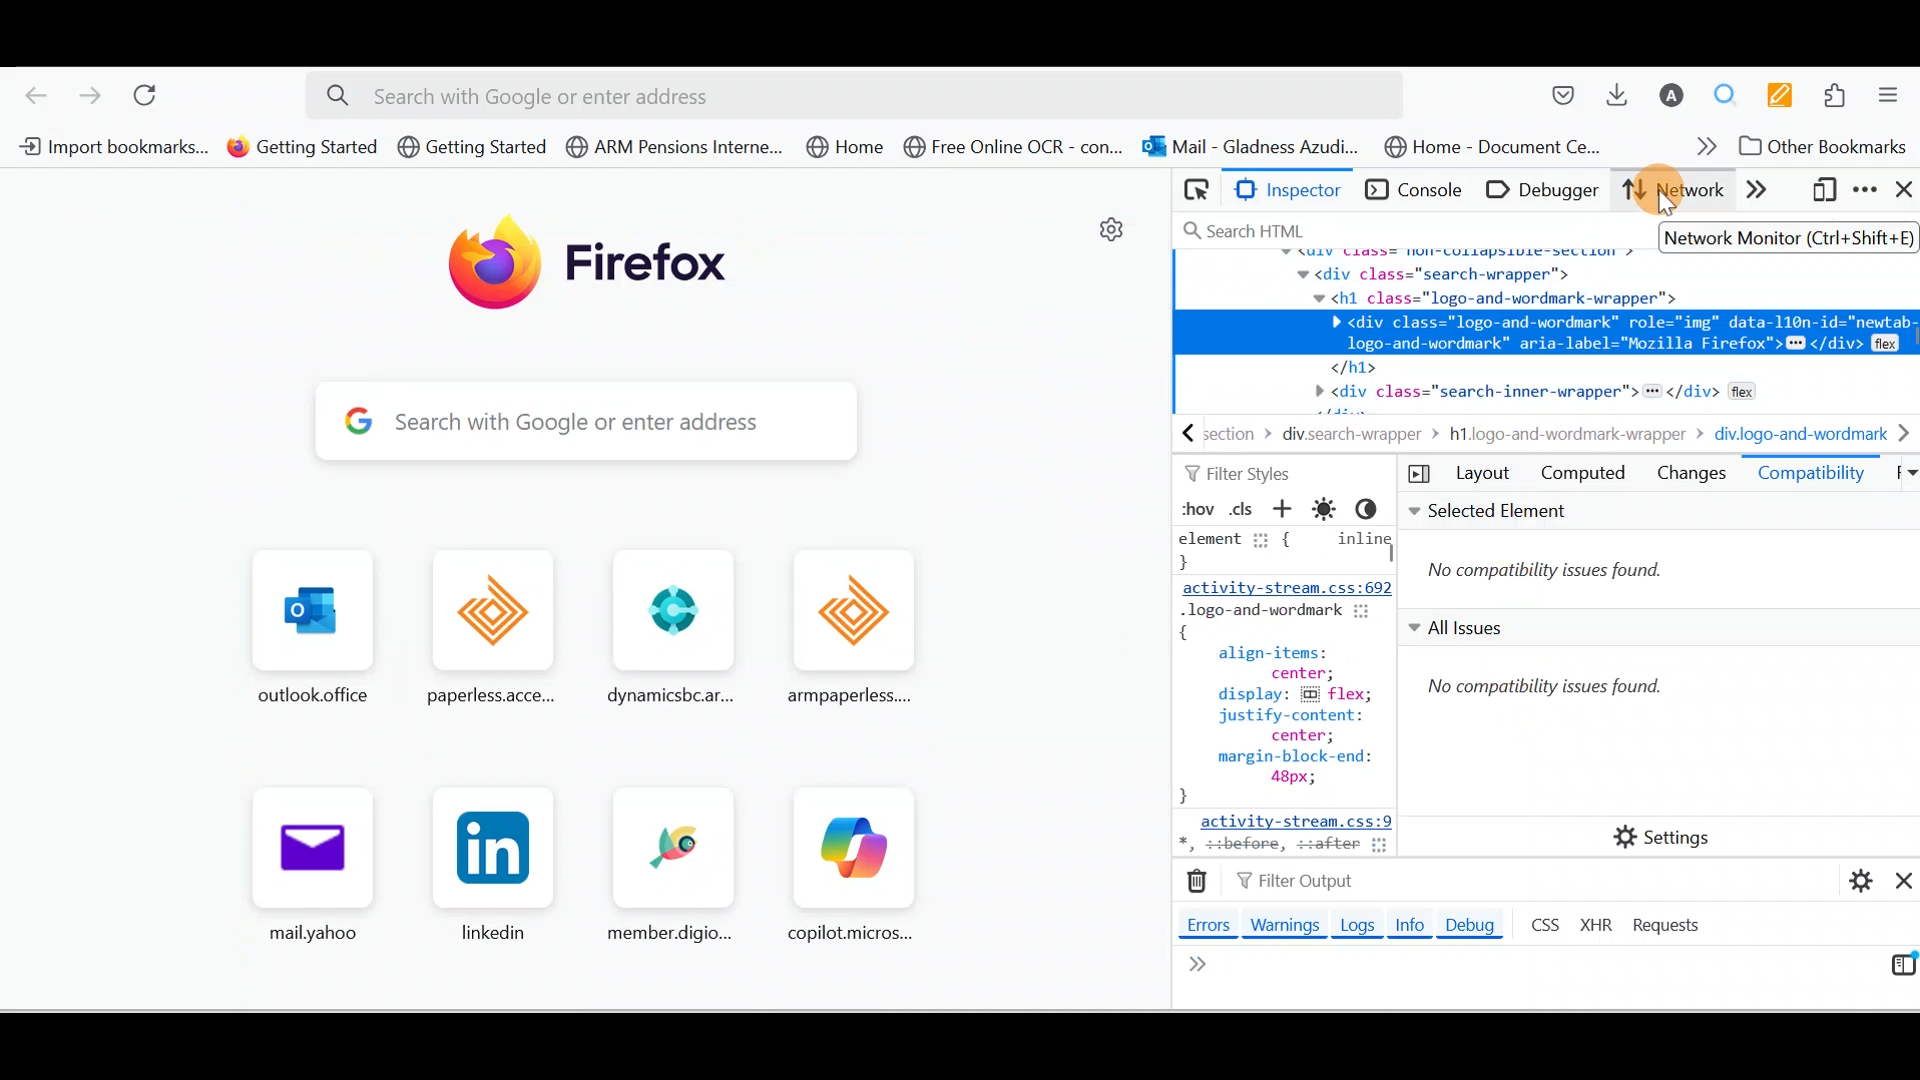 Search with Google or enter address
Import bookmarks... Getting Started Getting Started ARM Pensions Interne... Home Free Online OCR - con... Mail - Gladness Azudi... Home - Document Ce... Other Bookmarks
Inspector Console Debugger Network
Search HTML
Network Monitor (Ctrl+Shift+E)
<div class="non-collapsible-section">
<div class="search-wrapper">
<h1 class="logo-and-wordmark-wrapper">
<div class="logo-and-wordmark" role="img" data-l10n-id="newtab-
logo-and-wordmark" aria-label="Mozilla Firefox"> </div> flex
</h1>
<div class="search-inner-wrapper"> </div> flex
section > div.search-wrapper > h1.logo-and-wordmark-wrapper > div.logo-and-wordmark
Filter Styles
Layout Computed Changes Compatibility
:hov .cls +
Selected Element
element { inline
}
No compatibility issues found.
activity-stream.css:692
.logo-and-wordmark
{
All Issues
align-items:
center;
No compatibility issues found.
display: flex;
justify-content:
center;
margin-block-end:
48px;
}
activity-stream.css:9
*, ::before, ::after
Settings
Filter Output
Errors Warnings Logs Info Debug CSS XHR Requests
Firefox
Search with Google or enter address
outlook.office paperless.acce... dynamicsbc.ar... armpaperless....
mail.yahoo linkedin member.digio... copilot.micros...